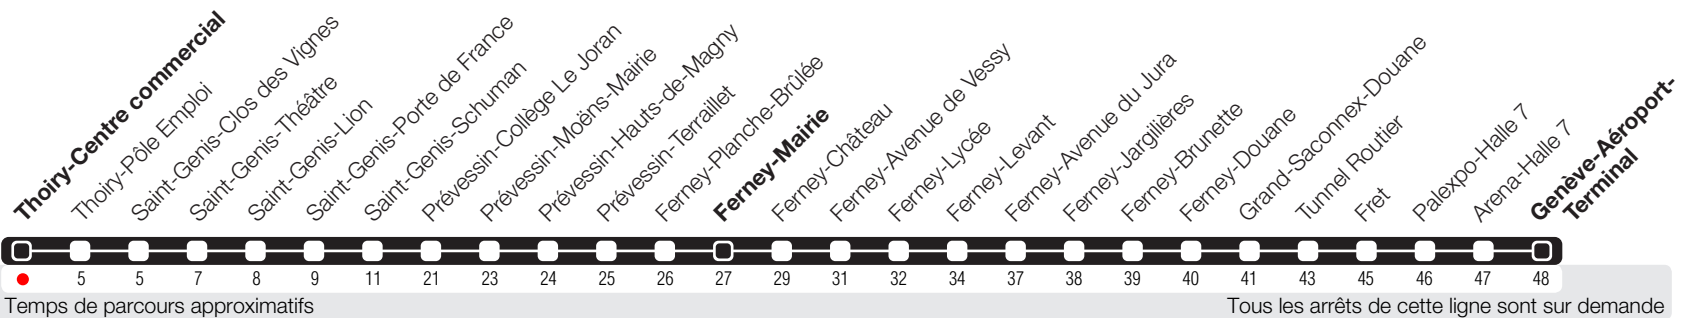 Thoiry-Centre commercial
Thoiry-Pôle Emploi
Saint-Genis-Clos des Vignes
Saint-Genis-Théâtre
Saint-Genis-Lion
Saint-Genis-Porte de France
Saint-Genis-Schuman
Prévessin-Collège Le Joran
Prévessin-Moëns-Mairie
Prévessin-Hauts-de-Magny
Prévessin-Terraillet
Ferney-Planche-Brûlée
Ferney-Mairie
Ferney-Château
Ferney-Avenue de Vessy
Ferney-Lycée
Ferney-Levant
Ferney-Avenue du Jura
Ferney-Jargilières
Ferney-Brunette
Ferney-Douane
Grand-Saconnex-Douane
Tunnel Routier
Fret
Palexpo-Halle 7
Arena-Halle 7
Genève-Aéroport-
Terminal
5 5 7 8 9 11 21 23 24 25 26 27 29 31 32 34 37 38 39 40 41 43 45 46 47 48
Temps de parcours approximatifs
Tous les arrêts de cette ligne sont sur demande